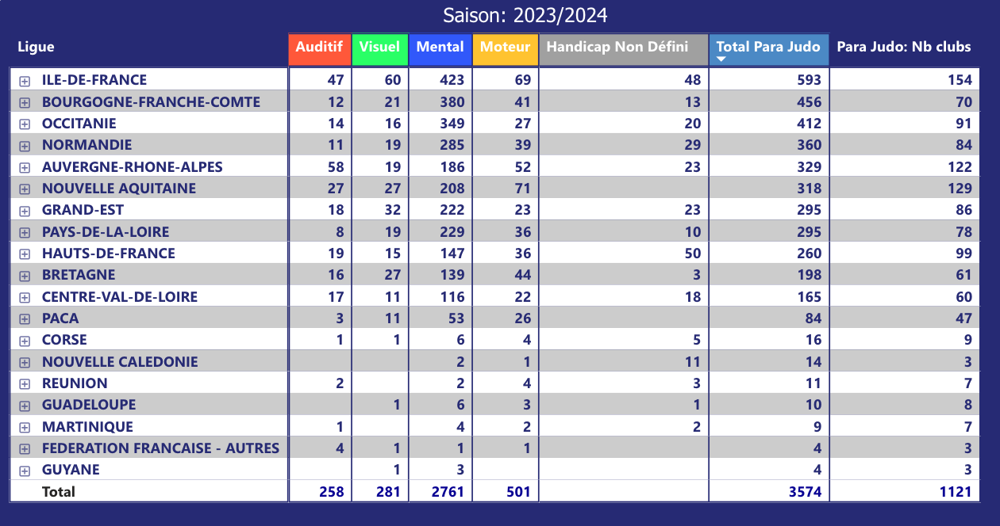 Saison: 2023/2024
Ligue Auditif Visuel Mental Moteur Handicap Non Défini Total Para Judo Para Judo: Nb clubs
ILE-DE-FRANCE 47 60 423 69 48 593 154
BOURGOGNE-FRANCHE-COMTE 12 21 380 41 13 456 70
OCCITANIE 14 16 349 27 20 412 91
NORMANDIE 11 19 285 39 29 360 84
AUVERGNE-RHONE-ALPES 58 19 186 52 23 329 122
NOUVELLE AQUITAINE 27 27 208 71 318 129
GRAND-EST 18 32 222 23 23 295 86
PAYS-DE-LA-LOIRE 8 19 229 36 10 295 78
HAUTS-DE-FRANCE 19 15 147 36 50 260 99
BRETAGNE 16 27 139 44 3 198 61
CENTRE-VAL-DE-LOIRE 17 11 116 22 18 165 60
PACA 3 11 53 26 84 47
CORSE 1 1 6 4 5 16 9
NOUVELLE CALEDONIE 2 1 11 14 3
REUNION 2 2 4 3 11 7
GUADELOUPE 1 6 3 1 10 8
MARTINIQUE 1 4 2 2 9 7
FEDERATION FRANCAISE - AUTRES 4 1 1 1 4 3
GUYANE 1 3 4 3
Total 258 281 2761 501 3574 1121